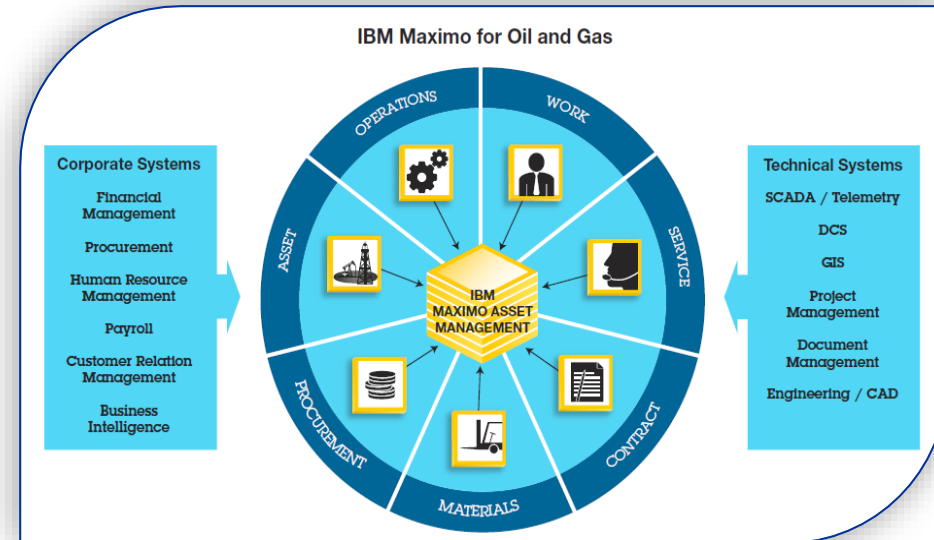 IBM Maximo for Oil and Gas
Corporate Systems
Financial
Management
Procurement
Human Resource
Management
Payroll
Customer Relation
Management
Business
Intelligence
OPERATIONS
WORK
ASSET
SERVICE
IBM
MAXIMO ASSET
MANAGEMENT
PROCUREMENT
CONTRACT
MATERIALS
Technical Systems
SCADA / Telemetry
DCS
GIS
Project
Management
Document
Management
Engineering / CAD